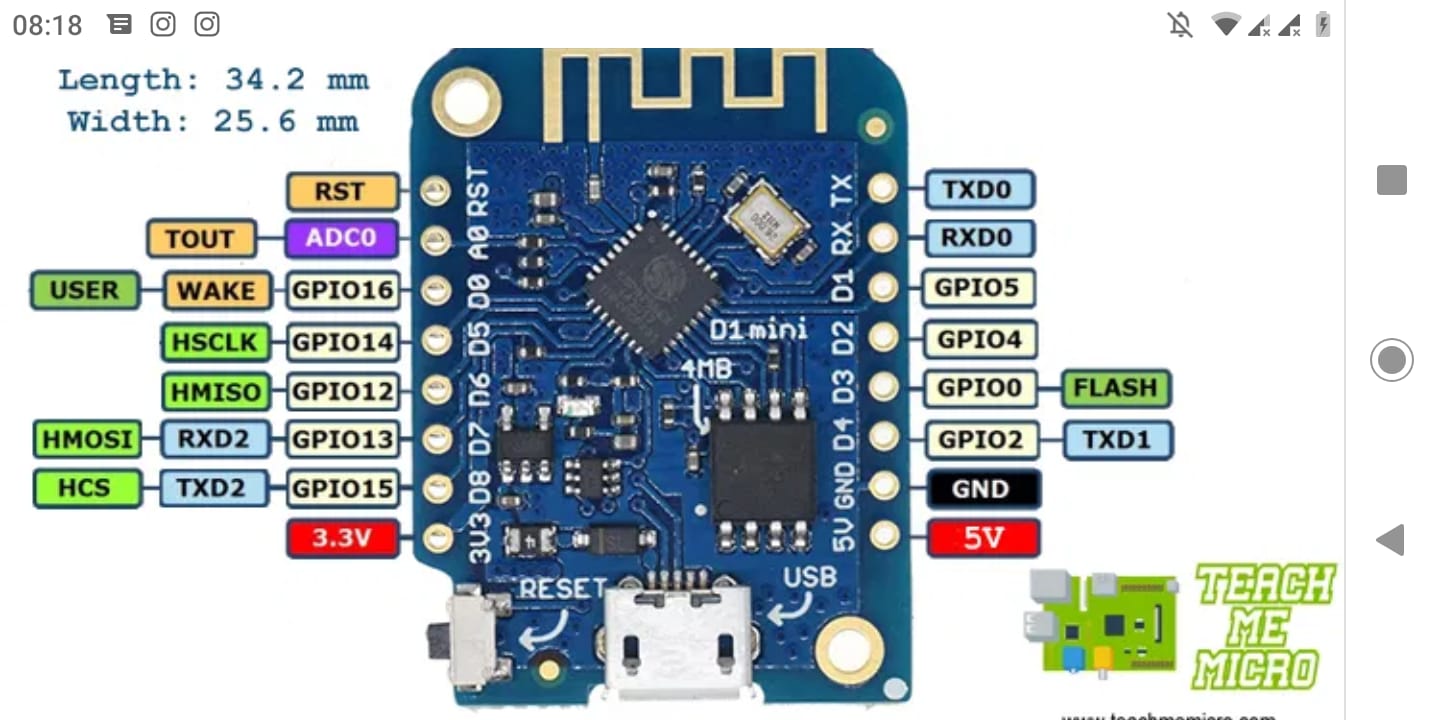 08:18
Length: 34.2 mm
Width: 25.6 mm
RST RST TX TXD0
TOUT ADC0 A0 RX RXD0
USER WAKE GPIO16 D0 D1 GPIO5
HSCLK GPIO14 D5 D1 mini D2 GPIO4
4MB
HMISO GPIO12 D6 D3 GPIO0 FLASH
HMOSI RXD2 GPIO13 D7 D4 GPIO2 TXD1
HCS TXD2 GPIO15 D8 GND GND
3.3V 3V3 5V 5V
RESET USB
TEACH
ME
MICRO
www.teachmemicro.com